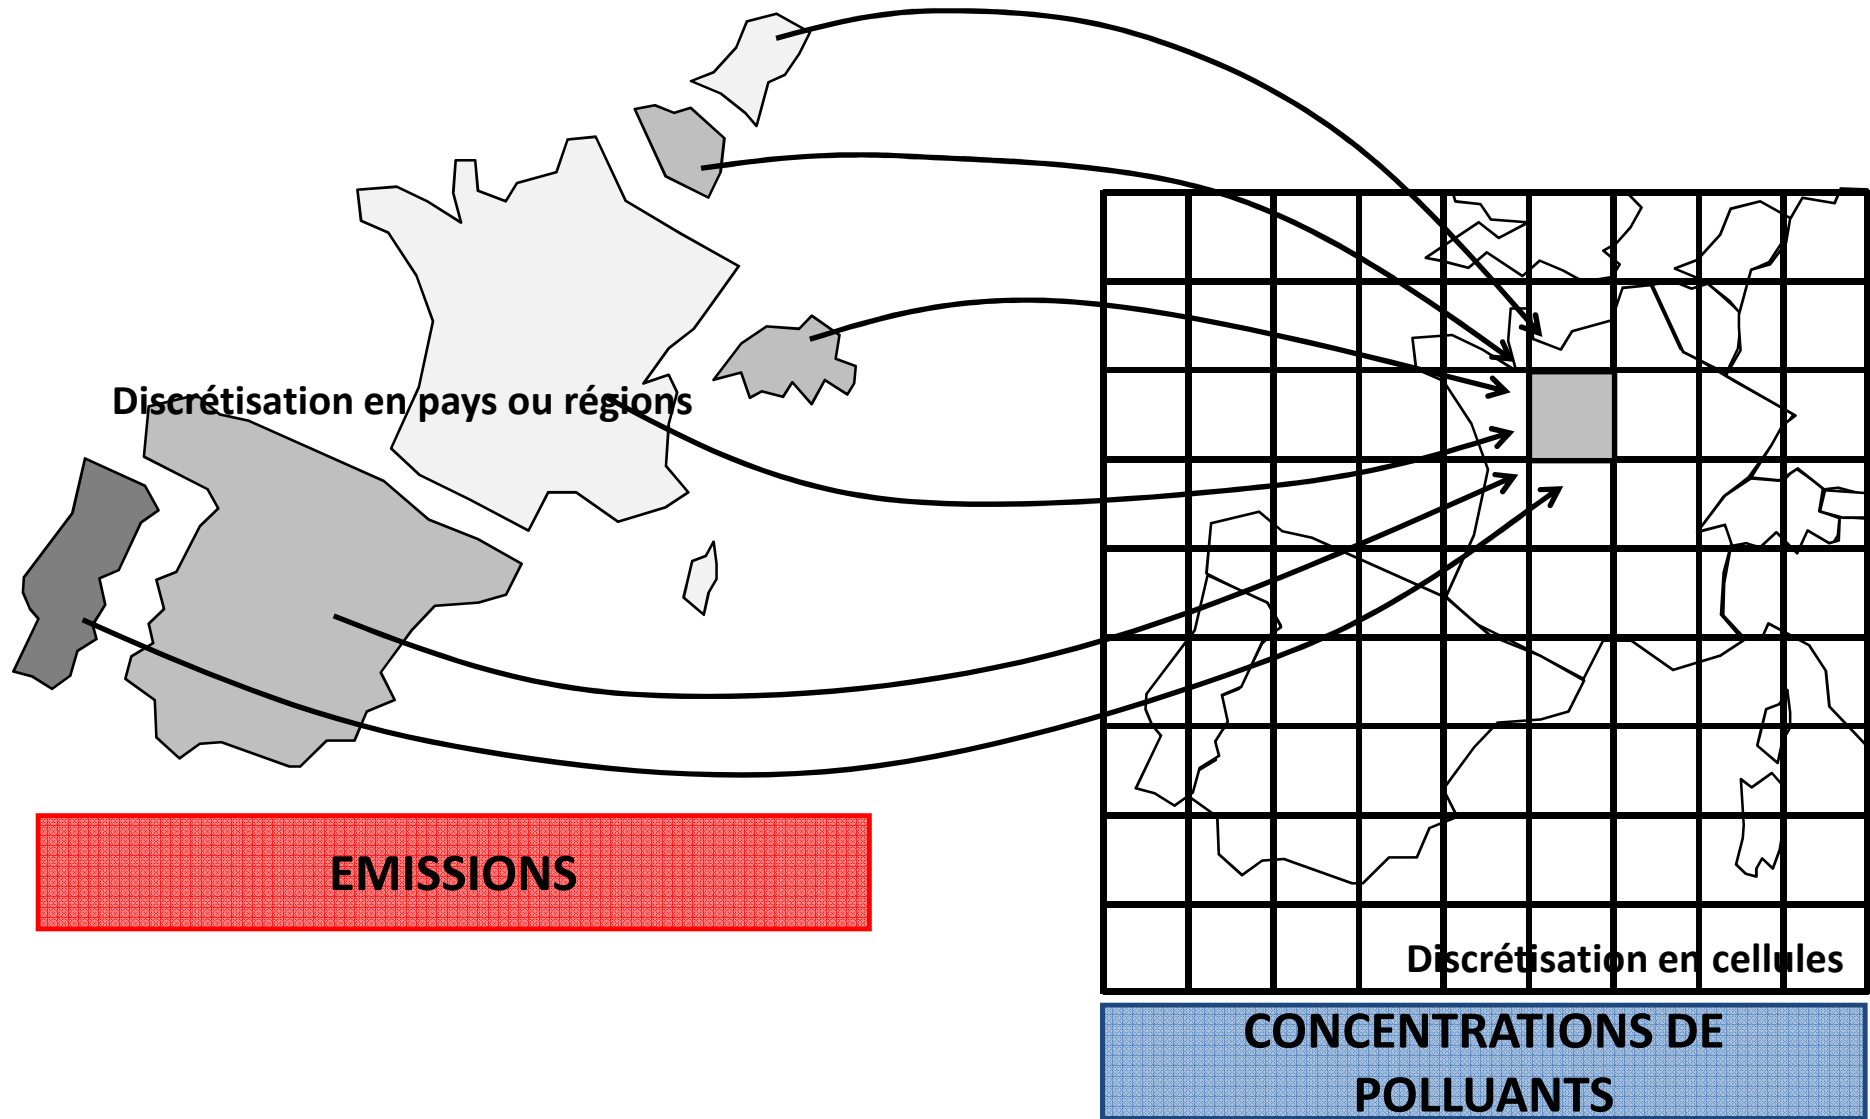 Discrétisation en pays ou régions
EMISSIONS
Discrétisation en cellules
CONCENTRATIONS DE
POLLUANTS